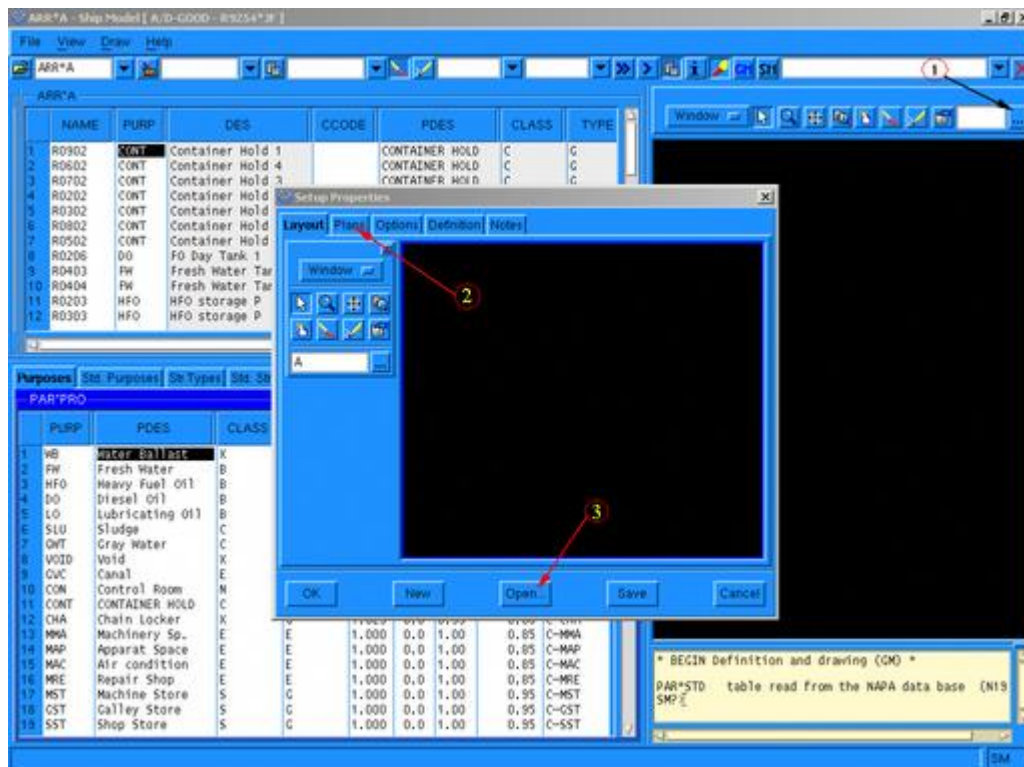 ARR*A - Ship Model [ A/D-GOOD - R9254*JF ]
File View Draw Help
ARR*A
GM SM
1
ARR*A
NAME PURP DES CCODE PDES CLASS TYPE
1 R0902 CONT Container Hold 1 CONTAINER HOLD C G
2 R0602 CONT Container Hold 4 CONTAINER HOLD C G
3 R0702 CONT Container Hold 3 CONTAINER HOLD C G
4 R0202 CONT Container Hold
5 R0302 CONT Container Hold
6 R0802 CONT Container Hold
7 R0502 CONT Container Hold
8 R0206 DO FO Day Tank 1
9 R0403 FW Fresh Water Tan
10 R0404 FW Fresh Water Tan
11 R0203 HFO HFO storage P
12 R0303 HFO HFO storage P
Window
...
Setup Properties
Layout Plans Options Definition Notes
Window
2
A
...
3
OK New Open... Save Cancel
Purposes Std. Purposes Str.Types Std. Str
PAR*PRO
PURP PDES CLASS
1 WB Water Ballast K
2 FW Fresh Water B
3 HFO Heavy Fuel Oil B
4 DO Diesel Oil B
5 LO Lubricating Oil B
6 SLU Sludge C
7 GWT Gray Water C
8 VOID Void K
9 CVC Canal E
10 CON Control Room N
11 CONT CONTAINER HOLD C
12 CHA Chain Locker K
13 MMA Machinery Sp. E E 1.000 0.0 1.00 0.85 C-MMA
14 MAP Apparat Space E E 1.000 0.0 1.00 0.85 C-MAP
15 MAC Air condition E E 1.000 0.0 1.00 0.85 C-MAC
16 MRE Repair Shop E E 1.000 0.0 1.00 0.85 C-MRE
17 MST Machine Store S G 1.000 0.0 1.00 0.95 C-MST
18 GST Galley Store S G 1.000 0.0 1.00 0.95 C-GST
19 SST Shop Store S G 1.000 0.0 1.00 0.95 C-SST
* BEGIN Definition and drawing (GM) *
PAR*STD table read from the NAPA data base (N19
SM?
SM